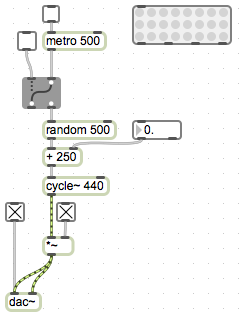 metro 500
random 500
0.
+ 250
cycle~ 440
*~
dac~